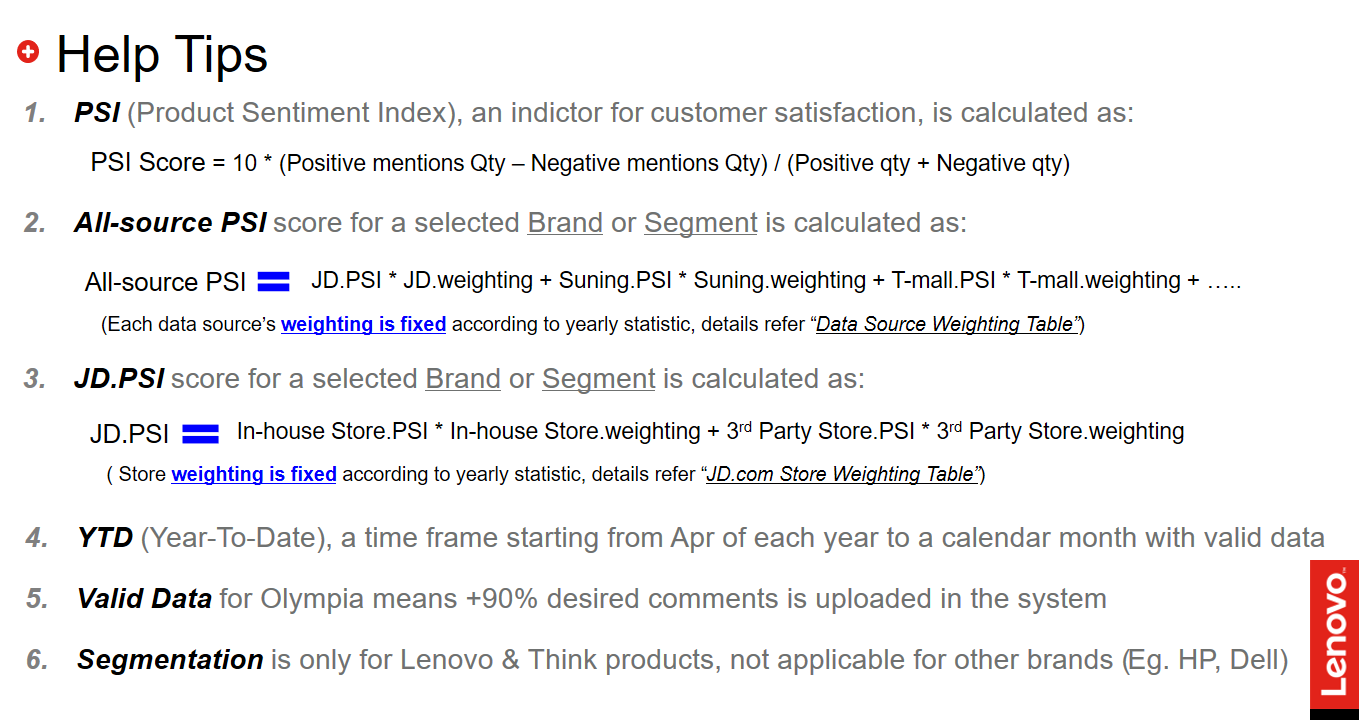 Help Tips
1. PSI (Product Sentiment Index), an indictor for customer satisfaction, is calculated as:
PSI Score = 10 * (Positive mentions Qty – Negative mentions Qty) / (Positive qty + Negative qty)
2. All-source PSI score for a selected Brand or Segment is calculated as:
All-source PSI = JD.PSI * JD.weighting + Suning.PSI * Suning.weighting + T-mall.PSI * T-mall.weighting + …..
(Each data source’s weighting is fixed according to yearly statistic, details refer “Data Source Weighting Table”)
3. JD.PSI score for a selected Brand or Segment is calculated as:
JD.PSI = In-house Store.PSI * In-house Store.weighting + 3rd Party Store.PSI * 3rd Party Store.weighting
( Store weighting is fixed according to yearly statistic, details refer “JD.com Store Weighting Table”)
4. YTD (Year-To-Date), a time frame starting from Apr of each year to a calendar month with valid data
5. Valid Data for Olympia means +90% desired comments is uploaded in the system
6. Segmentation is only for Lenovo & Think products, not applicable for other brands (Eg. HP, Dell)
Lenovo™